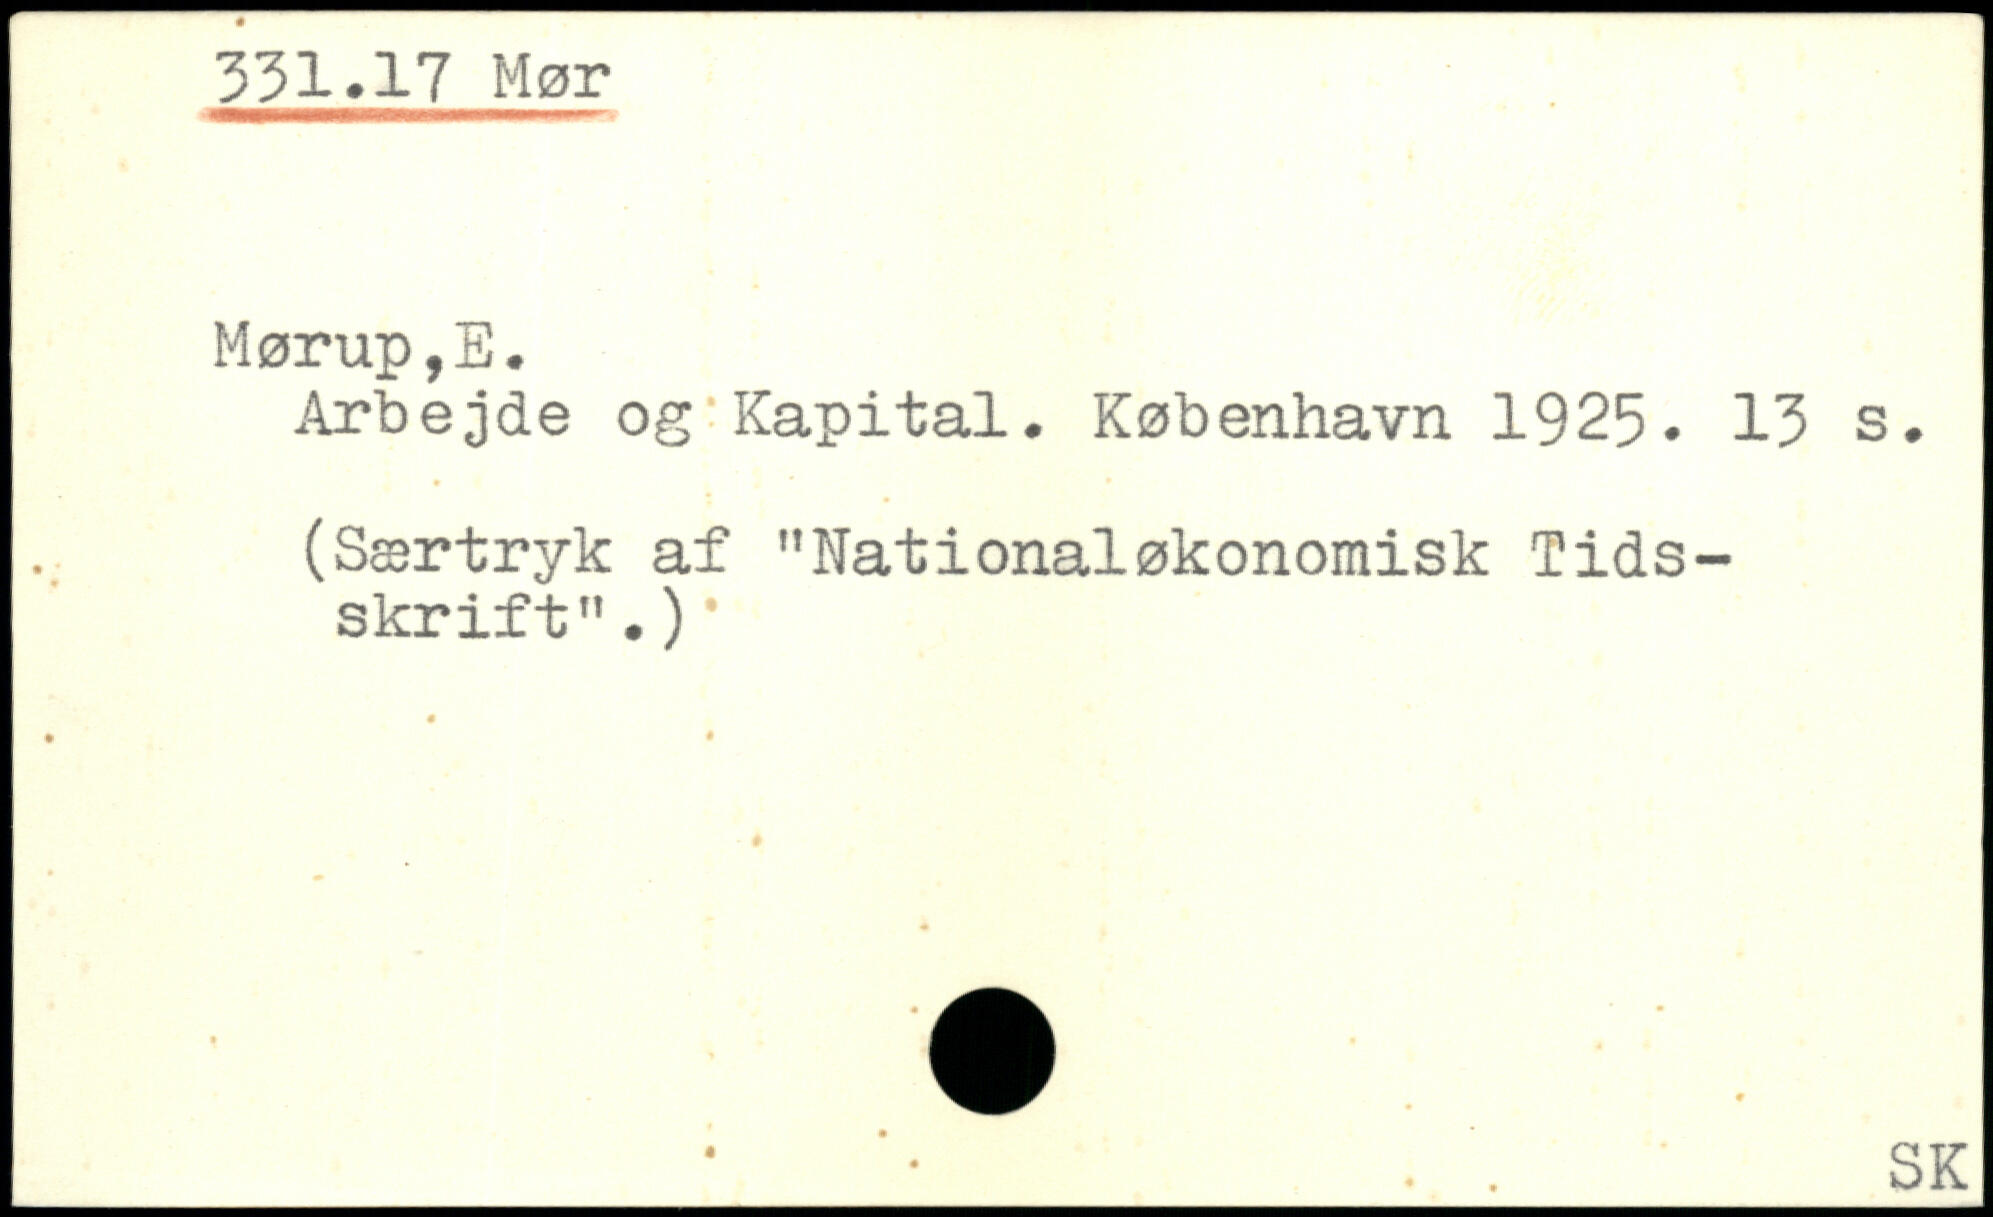 331.17 Mør
Mørup,E.
Arbejde og Kapital. København 1925. 13 s.
(Særtryk af "Nationaløkonomisk Tids-
skrift".)
SK